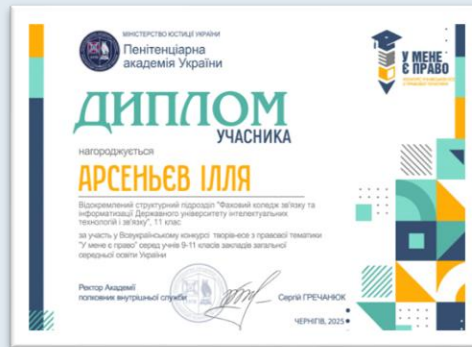 МІНІСТЕРСТВО ЮСТИЦІЇ УКРАЇНИ
Пенітенціарна
академія України
У МЕНЕ
Є ПРАВО
ДИПЛОМ
УЧАСНИКА
нагороджується
АРСЕНЬЄВ ІЛЛЯ
Відокремлений структурний підрозділ "Фаховий коледж зв'язку та
інформатизації Державного університету інтелектуальних
технологій і зв'язку", 11 клас
за участь у Всеукраїнському конкурсі творчів есе з правової тематики
"У мене є право" серед учнів 9-11 класів закладів загальної
середньої освіти України
Ректор Академії
полковник внутрішньої служби
Сергій ГРЕЧАНЮК
ЧЕРНІГІВ, 2025